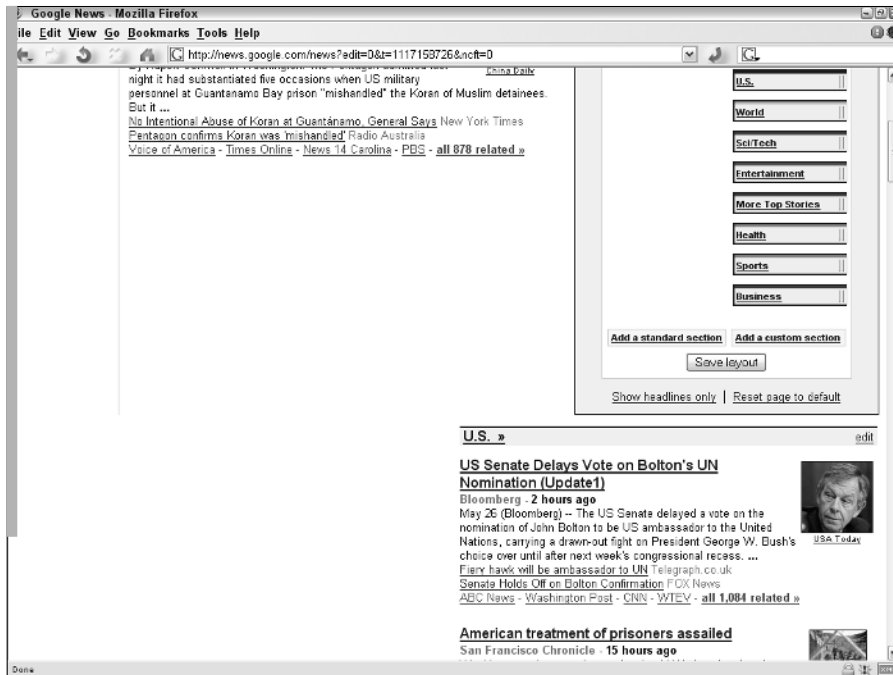 Google News - Mozilla Firefox
ile Edit View Go Bookmarks Tools Help
http://news.google.com/news?edit=0&t=1117158726&ncft=0
China Daily
night it had substantiated five occasions when US military
personnel at Guantanamo Bay prison "mishandled" the Koran of Muslim detainees.
But it ...
No Intentional Abuse of Koran at Guantánamo, General Says New York Times
Pentagon confirms Koran was 'mishandled' Radio Australia
Voice of America - Times Online - News 14 Carolina - PBS - all 878 related »
U.S.
World
Sci/Tech
Entertainment
More Top Stories
Health
Sports
Business
Add a standard section Add a custom section
Save layout
Show headlines only | Reset page to default
U.S. » edit
US Senate Delays Vote on Bolton's UN
Nomination (Update1)
Bloomberg - 2 hours ago
May 26 (Bloomberg) -- The US Senate delayed a vote on the
nomination of John Bolton to be US ambassador to the United
Nations, carrying a drawn-out fight on President George W. Bush's
choice over until after next week's congressional recess. ...
USA Today
Fiery hawk will be ambassador to UN Telegraph.co.uk
Senate Holds Off on Bolton Confirmation FOX News
ABC News - Washington Post - CNN - WTEV - all 1,084 related »
American treatment of prisoners assailed
San Francisco Chronicle - 15 hours ago
Done